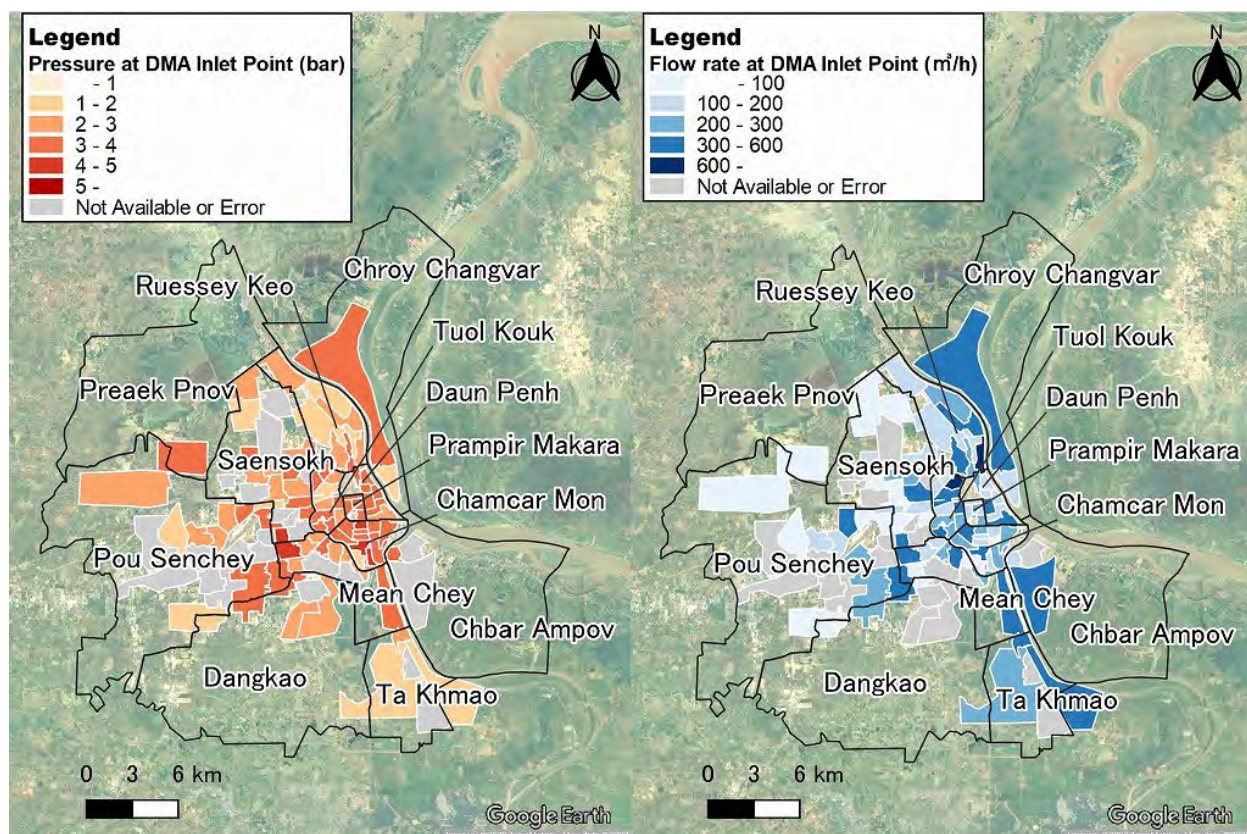 Legend
Pressure at DMA Inlet Point (bar)
- 1
1 - 2
2 - 3
3 - 4
4 - 5
5 -
Not Available or Error
N
Chroy Changvar
Ruessey Keo
Tuol Kouk
Preaek Pnov
Daun Penh
Prampir Makara
Saensokh
Chamcar Mon
Pou Senchey
Mean Chey
Chbar Ampov
Dangkao
Ta Khmao
0 3 6 km
Google Earth
Legend
Flow rate at DMA Inlet Point (㎥/h)
- 100
100 - 200
200 - 300
300 - 600
600 -
Not Available or Error
N
Chroy Changvar
Ruessey Keo
Tuol Kouk
Preaek Pnov
Daun Penh
Prampir Makara
Saensokh
Chamcar Mon
Pou Senchey
Mean Chey
Chbar Ampov
Dangkao
Ta Khmao
0 3 6 km
Google Earth